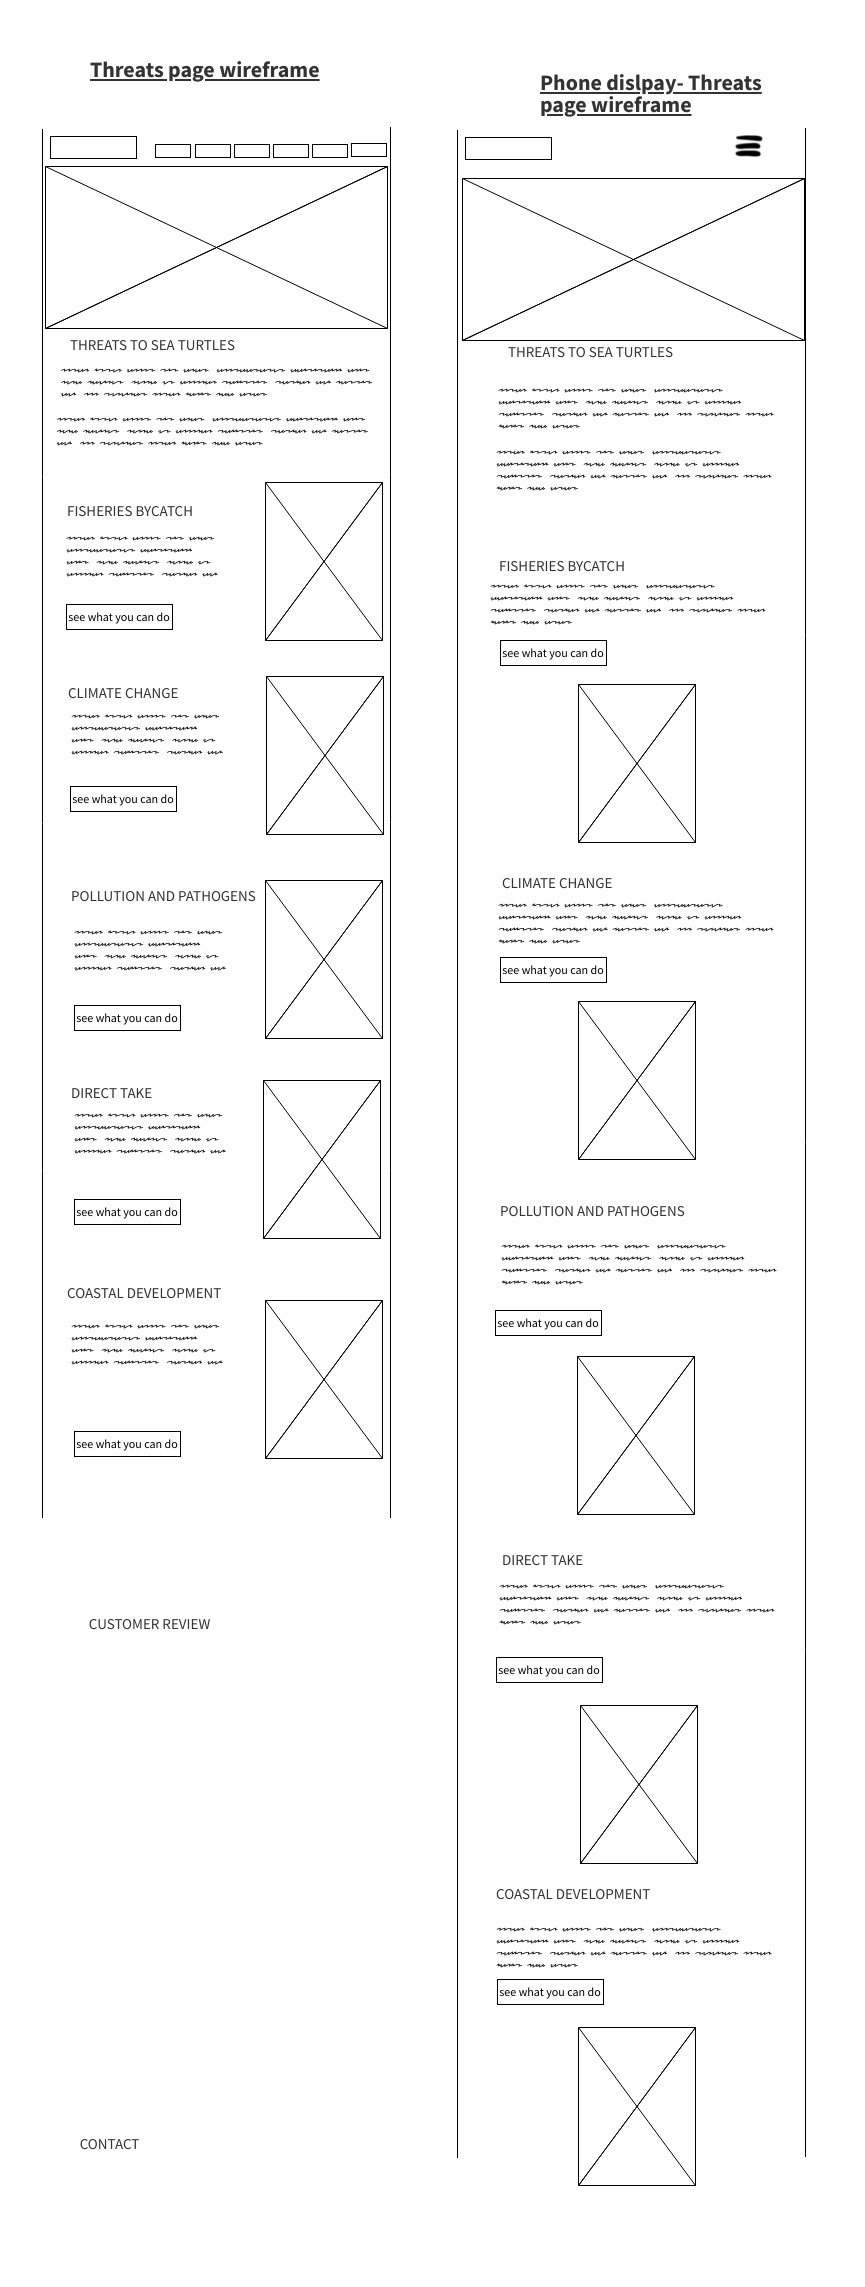 Threats page wireframe
THREATS TO SEA TURTLES
FISHERIES BYCATCH
see what you can do
CLIMATE CHANGE
see what you can do
POLLUTION AND PATHOGENS
see what you can do
DIRECT TAKE
see what you can do
COASTAL DEVELOPMENT
see what you can do
CUSTOMER REVIEW
CONTACT
Phone dislpay- Threats
page wireframe
THREATS TO SEA TURTLES
FISHERIES BYCATCH
see what you can do
CLIMATE CHANGE
see what you can do
POLLUTION AND PATHOGENS
see what you can do
DIRECT TAKE
see what you can do
COASTAL DEVELOPMENT
see what you can do